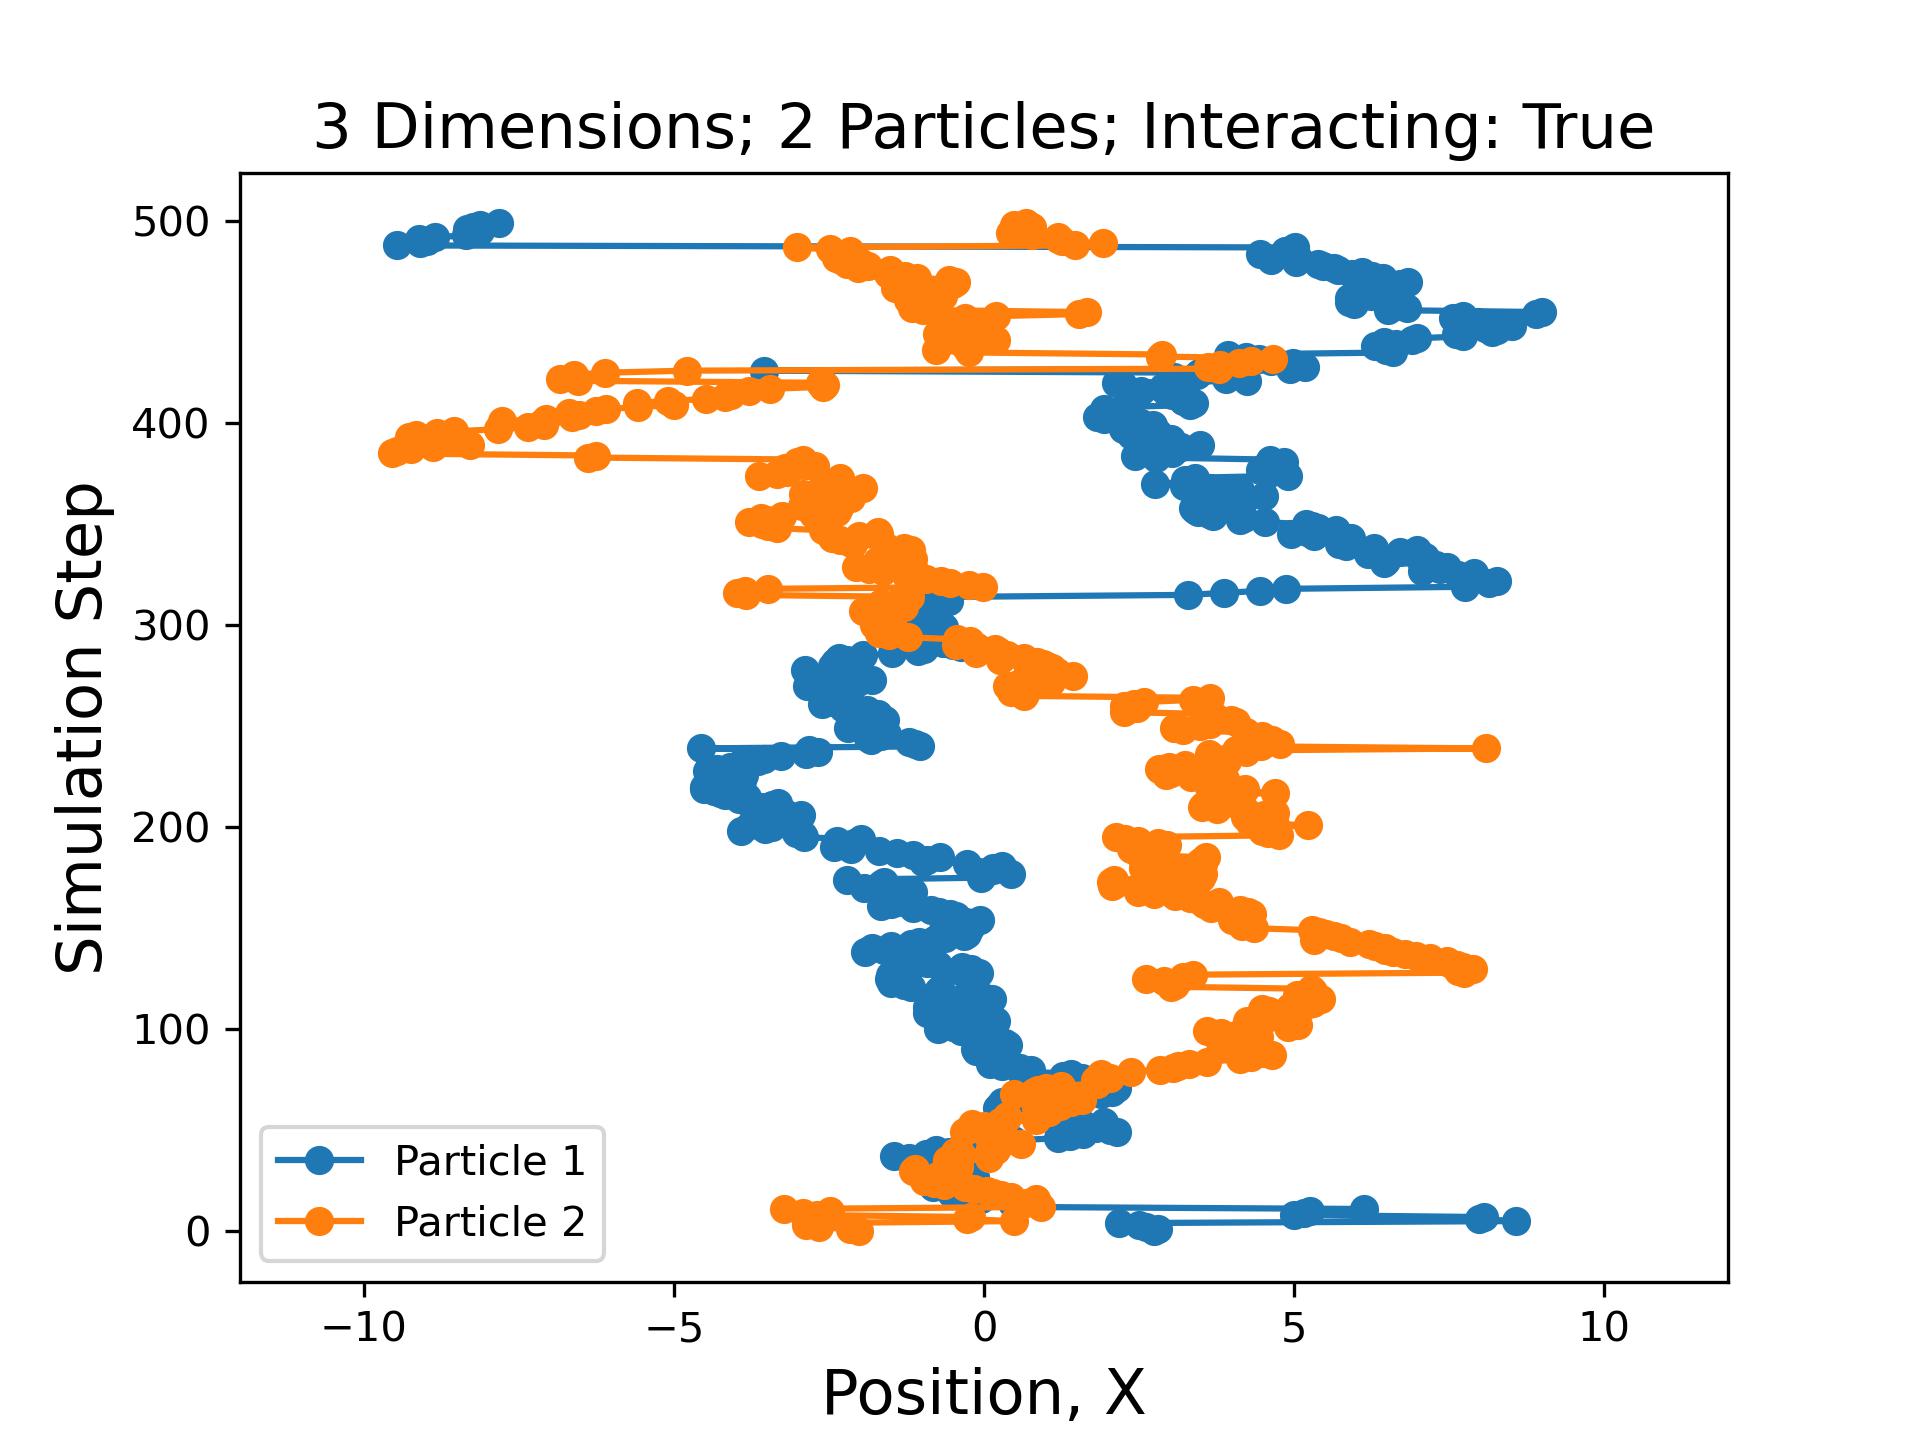 3 Dimensions; 2 Particles; Interacting: True
Simulation Step
500
400
300
200
100
0
Particle 1
Particle 2
−10
−5
0
5
10
Position, X